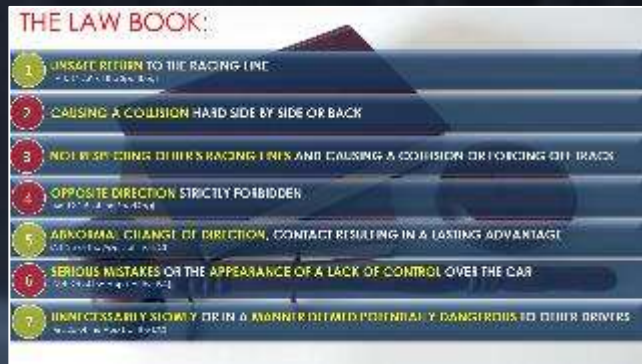 THE LAW BOOK:
1 UNSAFE RETURN TO THE RACING LINE
2 CAUSING A COLLISION HARD SIDE BY SIDE OR BACK
3 NOT RESPECTING OTHER'S RACING LINES AND CAUSING A COLLISION OR FORCING OFF TRACK
4 OPPOSITE DIRECTION STRICTLY FORBIDDEN
5 ABNORMAL CHANGE OF DIRECTION, CONTACT RESULTING IN A LASTING ADVANTAGE
6 SERIOUS MISTAKES OR THE APPEARANCE OF A LACK OF CONTROL OVER THE CAR
7 UNNECESSARILY SLOWLY OR IN A MANNER DEEMED POTENTIALLY DANGEROUS TO OTHER DRIVERS